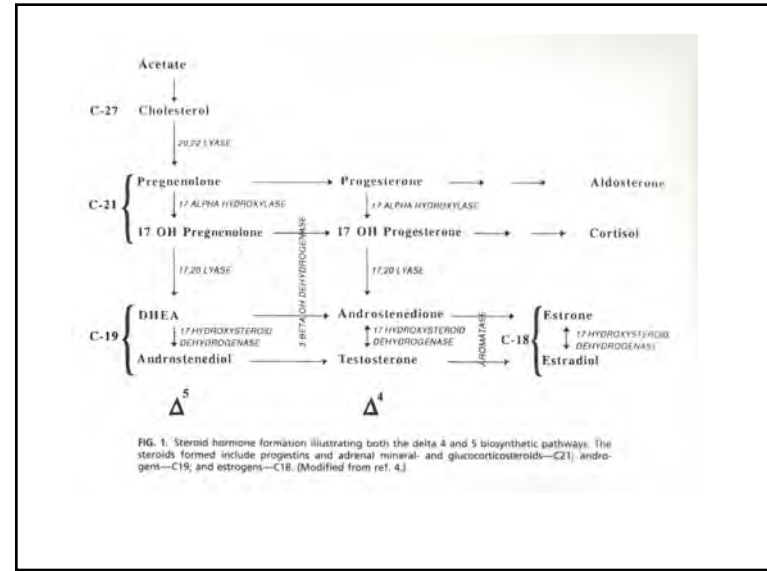 Acetate
C-27 Cholesterol
20,22 LYASE
Pregnenolone Progesterone Aldosterone
C-21 17 ALPHA HYDROXYLASE 17 ALPHA HYDROXYLASE
17 OH Pregnenolone 17 OH Progesterone Cortisol
3 BETA OH DEHYDROGENASE
17,20 LYASE 17,20 LYASE
DHEA Androstenedione Estrone
C-19 17 HYDROXYSTEROID 17 HYDROXYSTEROID AROMATASE C-18 17 HYDROXYSTEROID
DEHYDROGENASE DEHYDROGENASE DEHYDROGENASE
Androstenediol Testosterone Estradiol
Δ5 Δ4
FIG. 1. Steroid hormone formation illustrating both the delta 4 and 5 biosynthetic pathways. The
steroids formed include progestins and adrenal mineral- and glucocorticosteroids—C21; andro-
gens—C19; and estrogens—C18. (Modified from ref. 4.)